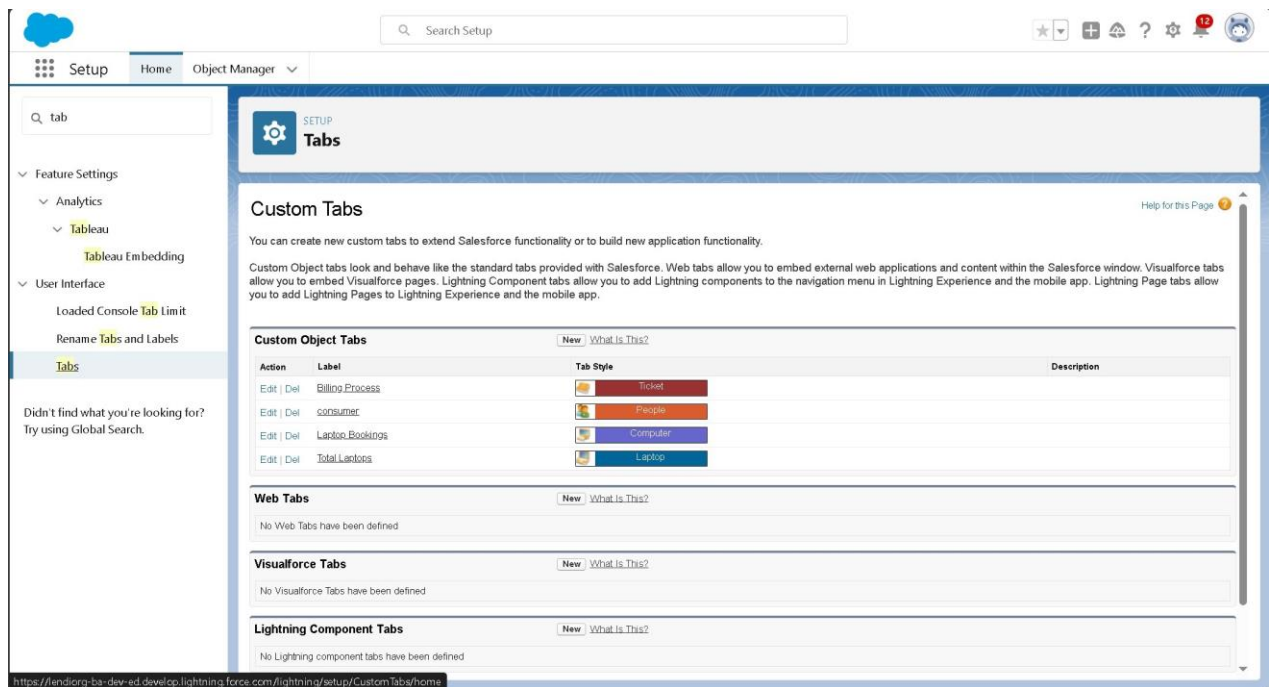 Search Setup
12
Setup
Home
Object Manager
tab
Feature Settings
Analytics
Tableau
Tableau Embedding
User Interface
Loaded Console Tab Limit
Rename Tabs and Labels
Tabs
Didn't find what you're looking for?
Try using Global Search.
SETUP
Tabs
Custom Tabs
Help for this Page ?
You can create new custom tabs to extend Salesforce functionality or to build new application functionality.
Custom Object tabs look and behave like the standard tabs provided with Salesforce. Web tabs allow you to embed external web applications and content within the Salesforce window. Visualforce tabs
allow you to embed Visualforce pages. Lightning Component tabs allow you to add Lightning components to the navigation menu in Lightning Experience and the mobile app. Lightning Page tabs allow
you to add Lightning Pages to Lightning Experience and the mobile app.
Custom Object Tabs New What Is This?
Action Label Tab Style Description
Edit | Del Billing Process Ticket
Edit | Del consumer People
Edit | Del Laptop Bookings Computer
Edit | Del Total Laptops Laptop
Web Tabs New What Is This?
No Web Tabs have been defined
Visualforce Tabs New What Is This?
No Visualforce Tabs have been defined
Lightning Component Tabs New What Is This?
No Lightning component tabs have been defined
https://lendiorg-ba-dev-ed.develop.lightning.force.com/lightning/setup/CustomTabs/home